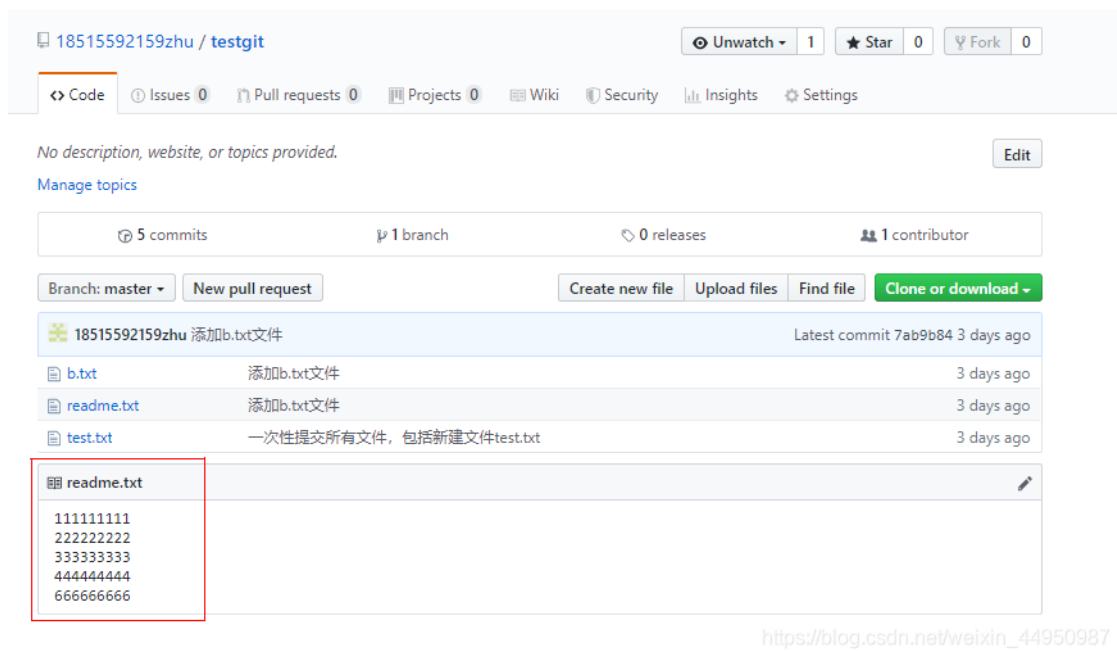 18515592159zhu / testgit
Unwatch 1 Star 0 Fork 0
Code Issues 0 Pull requests 0 Projects 0 Wiki Security Insights Settings
No description, website, or topics provided.
Edit
Manage topics
5 commits 1 branch 0 releases 1 contributor
Branch: master New pull request Create new file Upload files Find file Clone or download
18515592159zhu 添加b.txt文件 Latest commit 7ab9b84 3 days ago
b.txt 添加b.txt文件 3 days ago
readme.txt 添加b.txt文件 3 days ago
test.txt 一次性提交所有文件，包括新建文件test.txt 3 days ago
readme.txt
111111111
222222222
333333333
444444444
666666666
https://blog.csdn.net/weixin_44950987